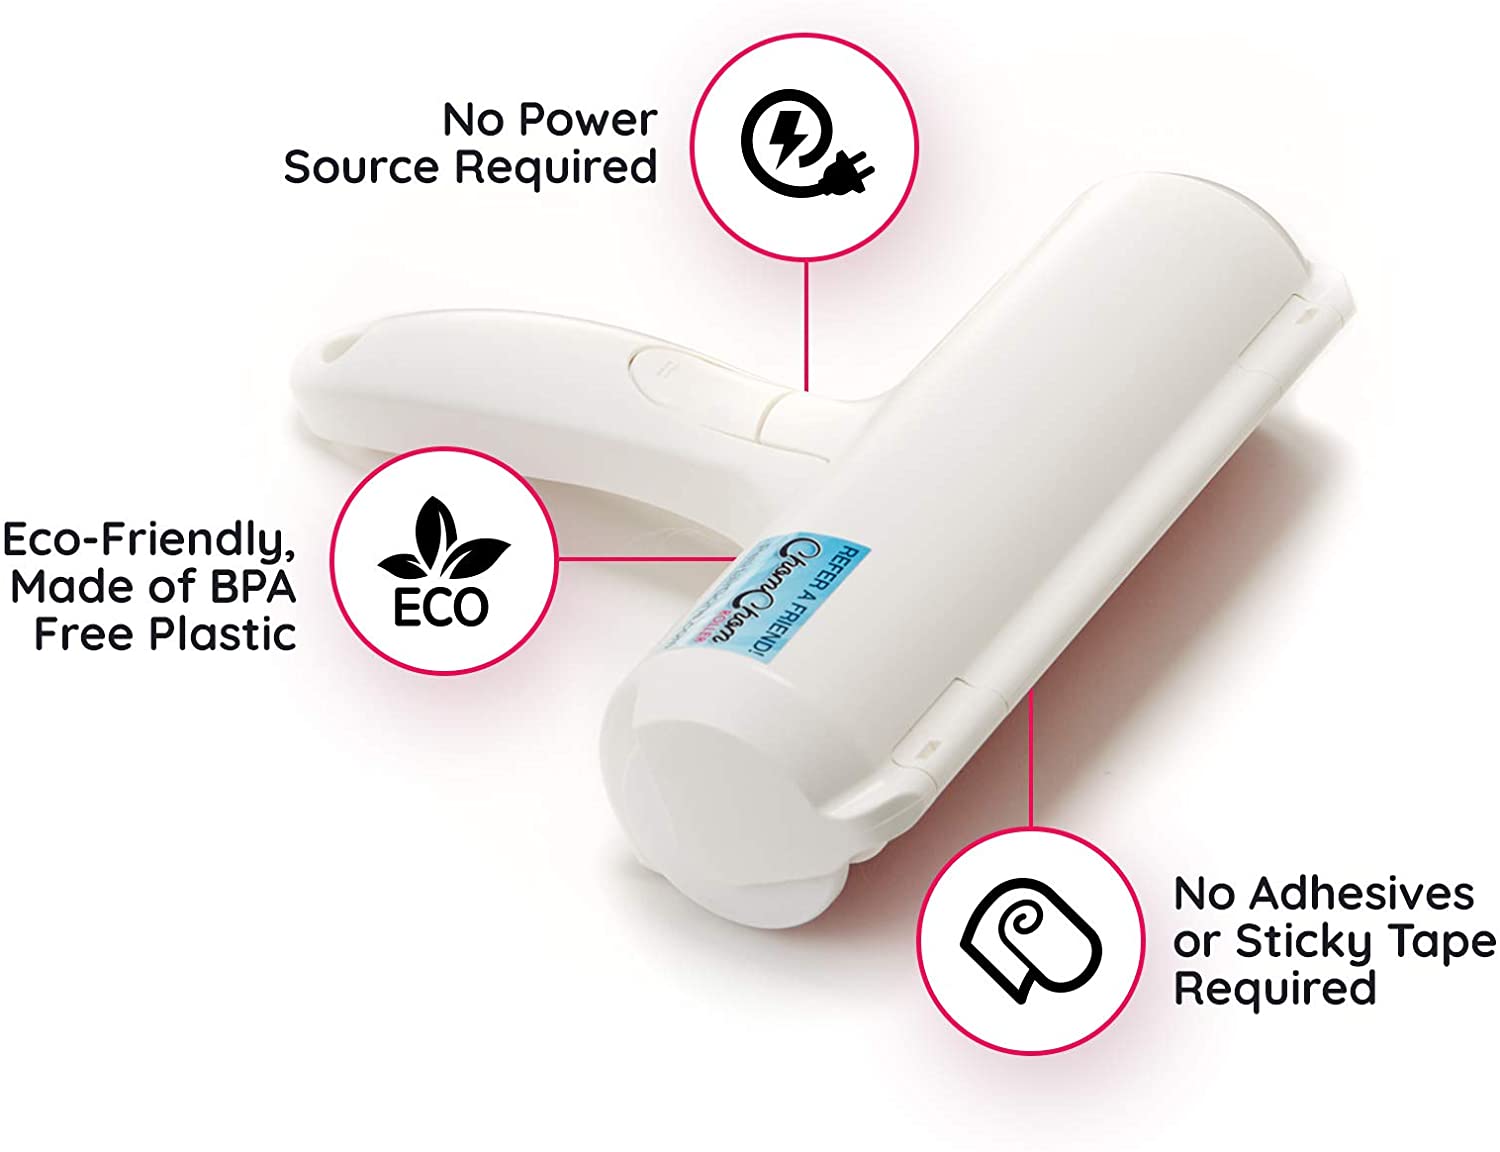 No Power
Source Required
Eco-Friendly,
Made of BPA
Free Plastic
ECO
REFER A FRIEND!
ChomChom
ROLLER
No Adhesives
or Sticky Tape
Required